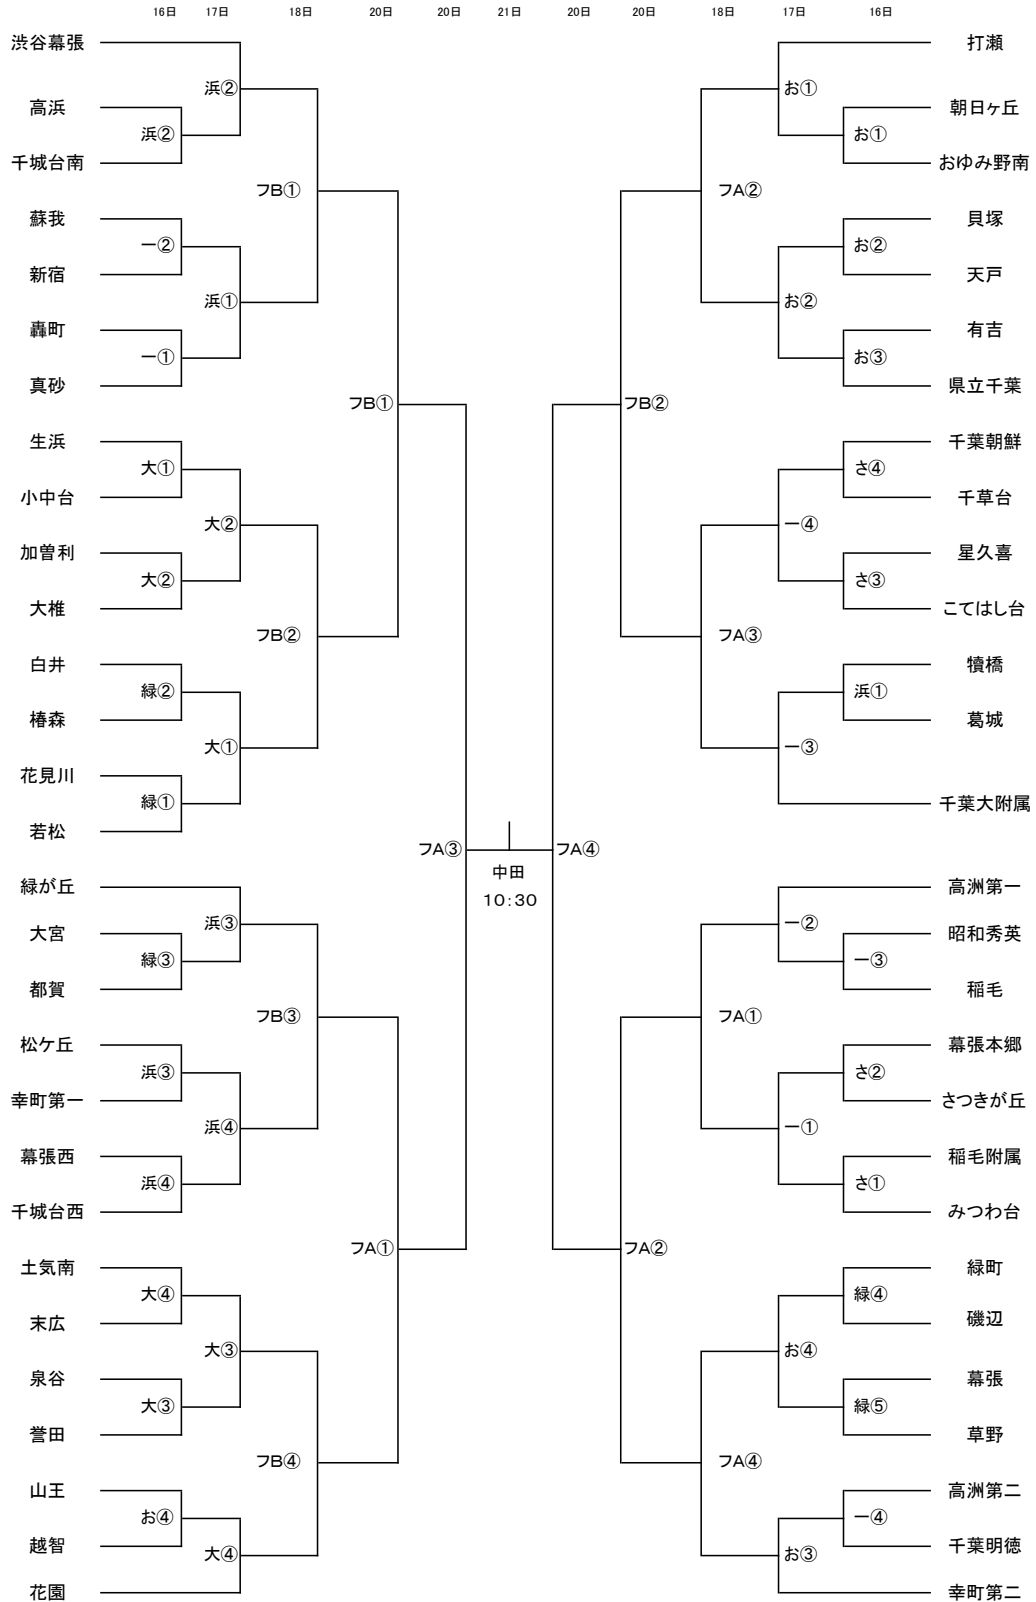 16日 17日 18日 20日 20日 21日 20日 20日 18日 17日 16日
渋谷幕張
打瀬
浜②
お①
高浜
朝日ヶ丘
浜②
お①
千城台南
おゆみ野南
フB①
フA②
蘇我
貝塚
一②
お②
新宿
天戸
浜①
お②
轟町
有吉
一①
お③
真砂
県立千葉
フB①
フB②
生浜
千葉朝鮮
大①
さ④
小中台
千草台
大②
一④
加曽利
星久喜
大②
さ③
大椎
こてはし台
フB②
フA③
白井
犢橋
緑②
浜①
椿森
葛城
大①
一③
花見川
緑①
千葉大附属
若松
フA③
フA④
中田
10:30
緑が丘
高洲第一
浜③
一②
大宮
昭和秀英
緑③
一③
都賀
稲毛
フB③
フA①
松ケ丘
幕張本郷
浜③
さ②
幸町第一
さつきが丘
浜④
一①
幕張西
稲毛附属
浜④
さ①
千城台西
みつわ台
フA①
フA②
土気南
緑町
大④
緑④
末広
磯辺
大③
お④
泉谷
幕張
大③
緑⑤
誉田
草野
フB④
フA④
山王
高洲第二
お④
一④
越智
千葉明徳
大④
お③
花園
幸町第二